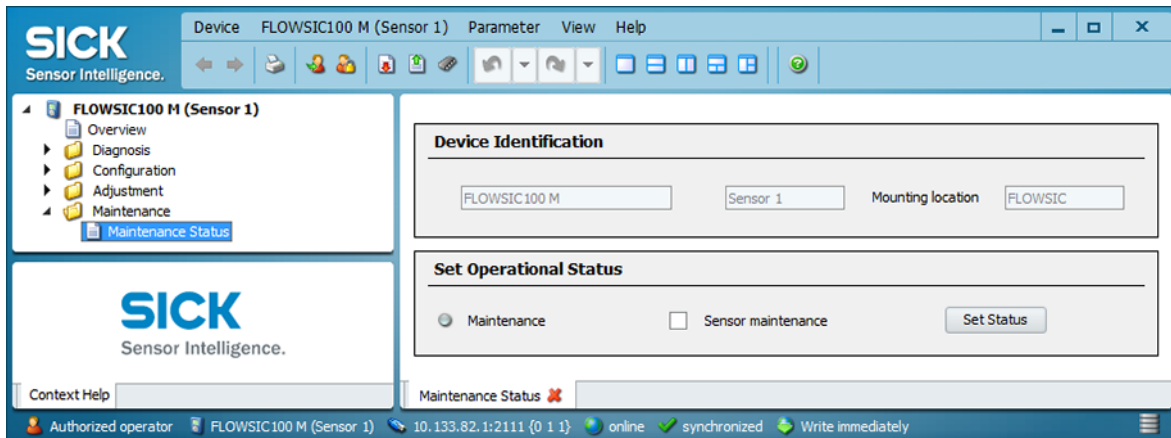 SICK
Sensor Intelligence.
Device FLOWSIC100 M (Sensor 1) Parameter View Help
FLOWSIC100 M (Sensor 1)
Overview
Diagnosis
Configuration
Adjustment
Maintenance
Maintenance Status
SICK
Sensor Intelligence.
Context Help
Device Identification
FLOWSIC100 M Sensor 1 Mounting location FLOWSIC
Set Operational Status
Maintenance Sensor maintenance Set Status
Maintenance Status
Authorized operator FLOWSIC100 M (Sensor 1) 10.133.82.1:2111 {0 1 1} online synchronized Write immediately